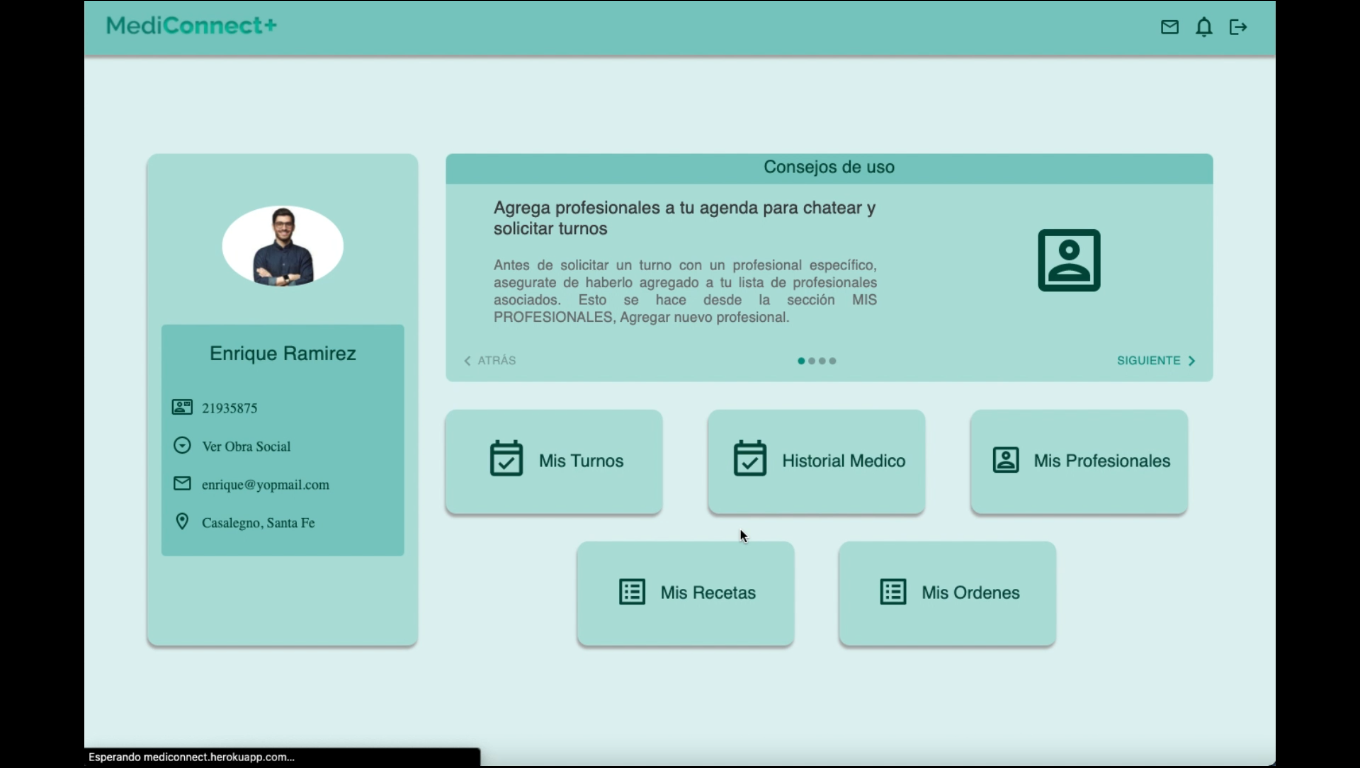 MediConnect+
Enrique Ramirez
21935875
Ver Obra Social
enrique@yopmail.com
Casalegno, Santa Fe
Consejos de uso
Agrega profesionales a tu agenda para chatear y
solicitar turnos
Antes de solicitar un turno con un profesional específico,
asegurate de haberlo agregado a tu lista de profesionales
asociados. Esto se hace desde la sección MIS
PROFESIONALES, Agregar nuevo profesional.
ATRÁS
SIGUIENTE
Mis Turnos
Historial Medico
Mis Profesionales
Mis Recetas
Mis Ordenes
Esperando mediconnect.herokuapp.com...